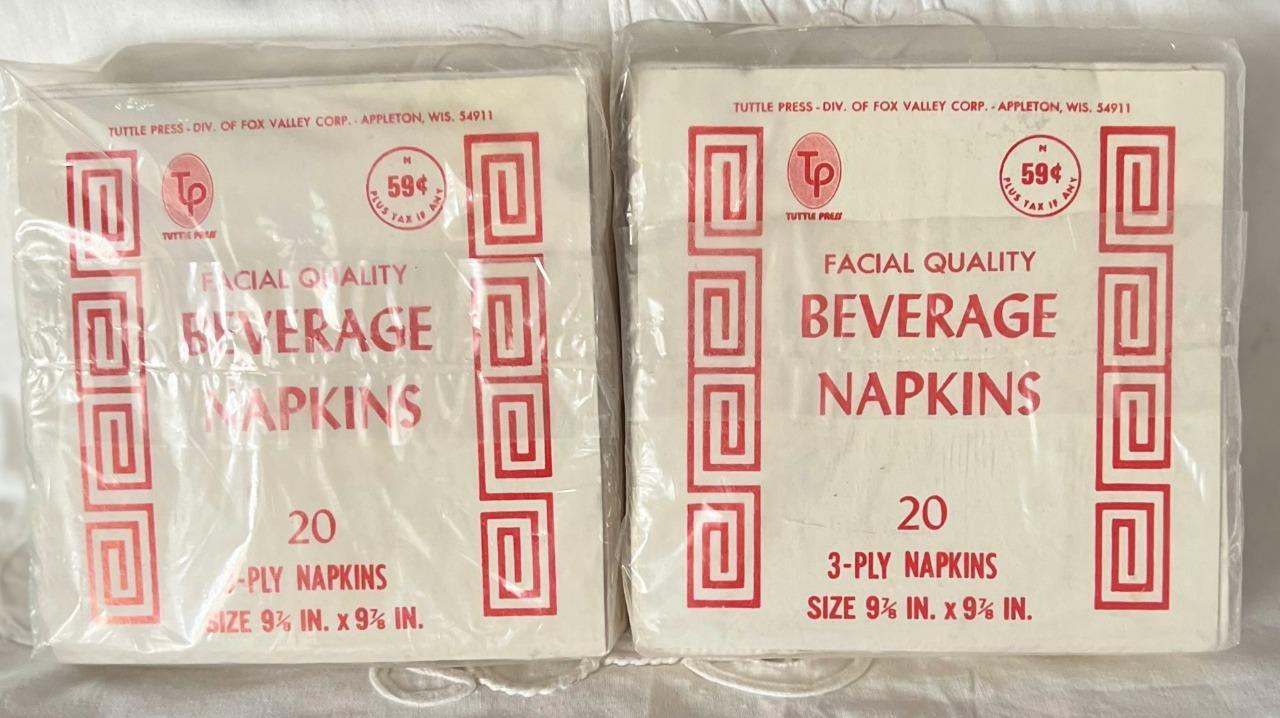 TUTTLE PRESS - DIV. OF FOX VALLEY CORP. - APPLETON, WIS. 54911
TP
TUTTLE PRESS
N
59¢
PLUS TAX IF ANY
FACIAL QUALITY
BEVERAGE
NAPKINS
20
-PLY NAPKINS
SIZE 9⅞ IN. x 9⅞ IN.
TUTTLE PRESS - DIV. OF FOX VALLEY CORP. - APPLETON, WIS. 54911
TP
TUTTLE PRESS
N
59¢
PLUS TAX IF ANY
FACIAL QUALITY
BEVERAGE
NAPKINS
20
3-PLY NAPKINS
SIZE 9⅞ IN. x 9⅞ IN.